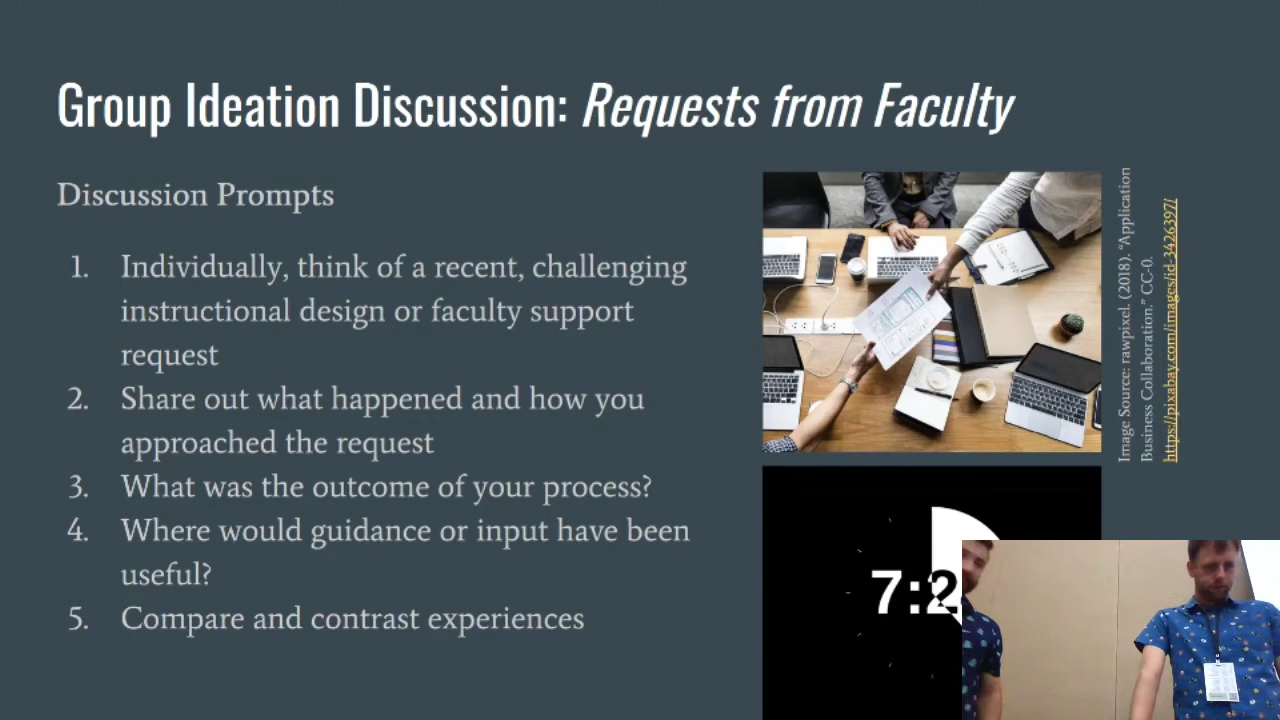 Group Ideation Discussion: Requests from Faculty
Discussion Prompts
1. Individually, think of a recent, challenging
instructional design or faculty support
request
2. Share out what happened and how you
approached the request
3. What was the outcome of your process?
4. Where would guidance or input have been
useful?
5. Compare and contrast experiences
Image Source: rawpixel. (2018). “Application
Business Collaboration.” CC-0.
https://pixabay.com/images/id-3426397/
7:2